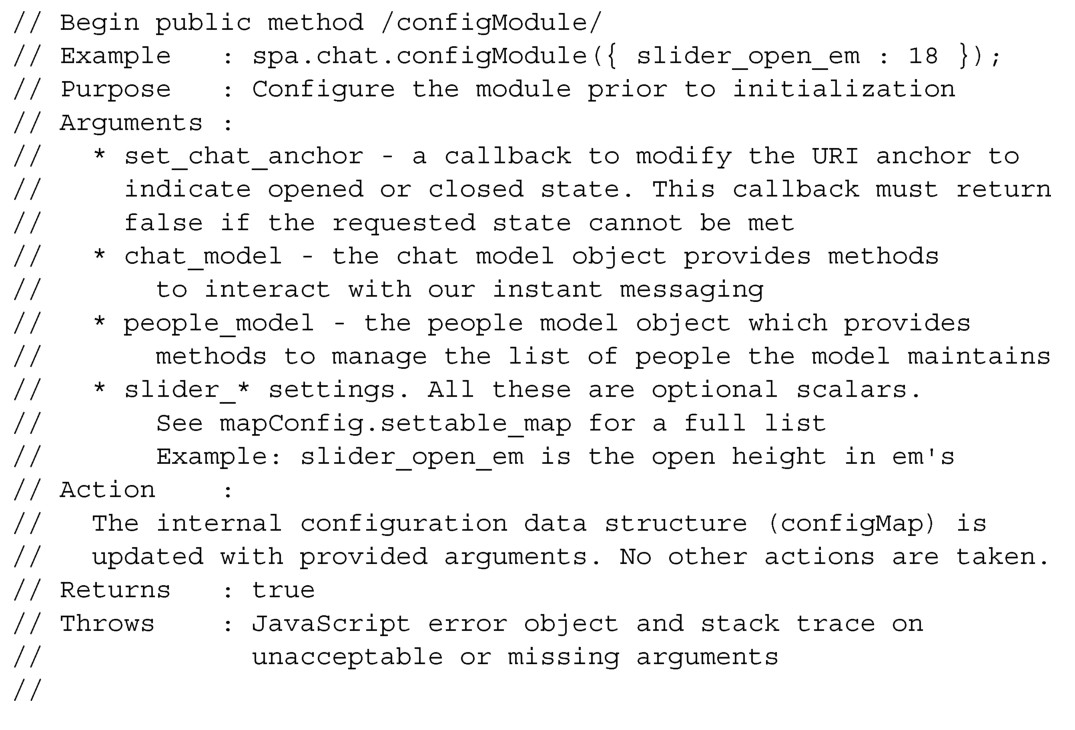 // Begin public method /configModule/
// Example   : spa.chat.configModule({ slider_open_em : 18 });
// Purpose   : Configure the module prior to initialization
// Arguments :
//   * set_chat_anchor - a callback to modify the URI anchor to
//     indicate opened or closed state. This callback must return
//     false if the requested state cannot be met
//   * chat_model - the chat model object provides methods
//       to interact with our instant messaging
//   * people_model - the people model object which provides
//       methods to manage the list of people the model maintains
//   * slider_* settings. All these are optional scalars.
//       See mapConfig.settable_map for a full list
//       Example: slider_open_em is the open height in em's
// Action    :
//   The internal configuration data structure (configMap) is
//   updated with provided arguments. No other actions are taken.
// Returns   : true
// Throws    : JavaScript error object and stack trace on
//             unacceptable or missing arguments
//